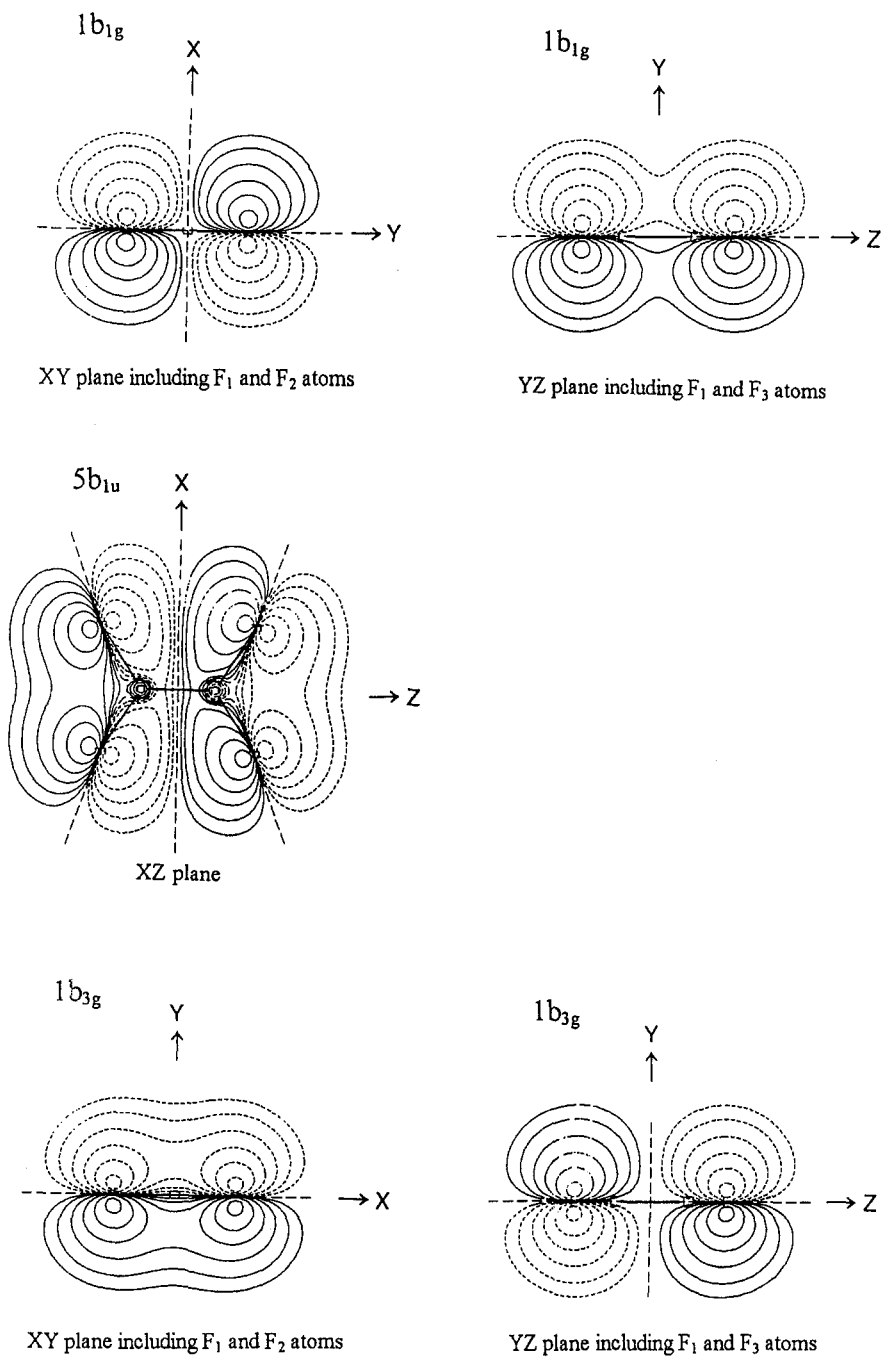 1b1g
X
Y
XY plane including F1 and F2 atoms
1b1g
Y
Z
YZ plane including F1 and F3 atoms
5b1u
X
Z
XZ plane
1b3g
Y
X
XY plane including F1 and F2 atoms
1b3g
Y
Z
YZ plane including F1 and F3 atoms